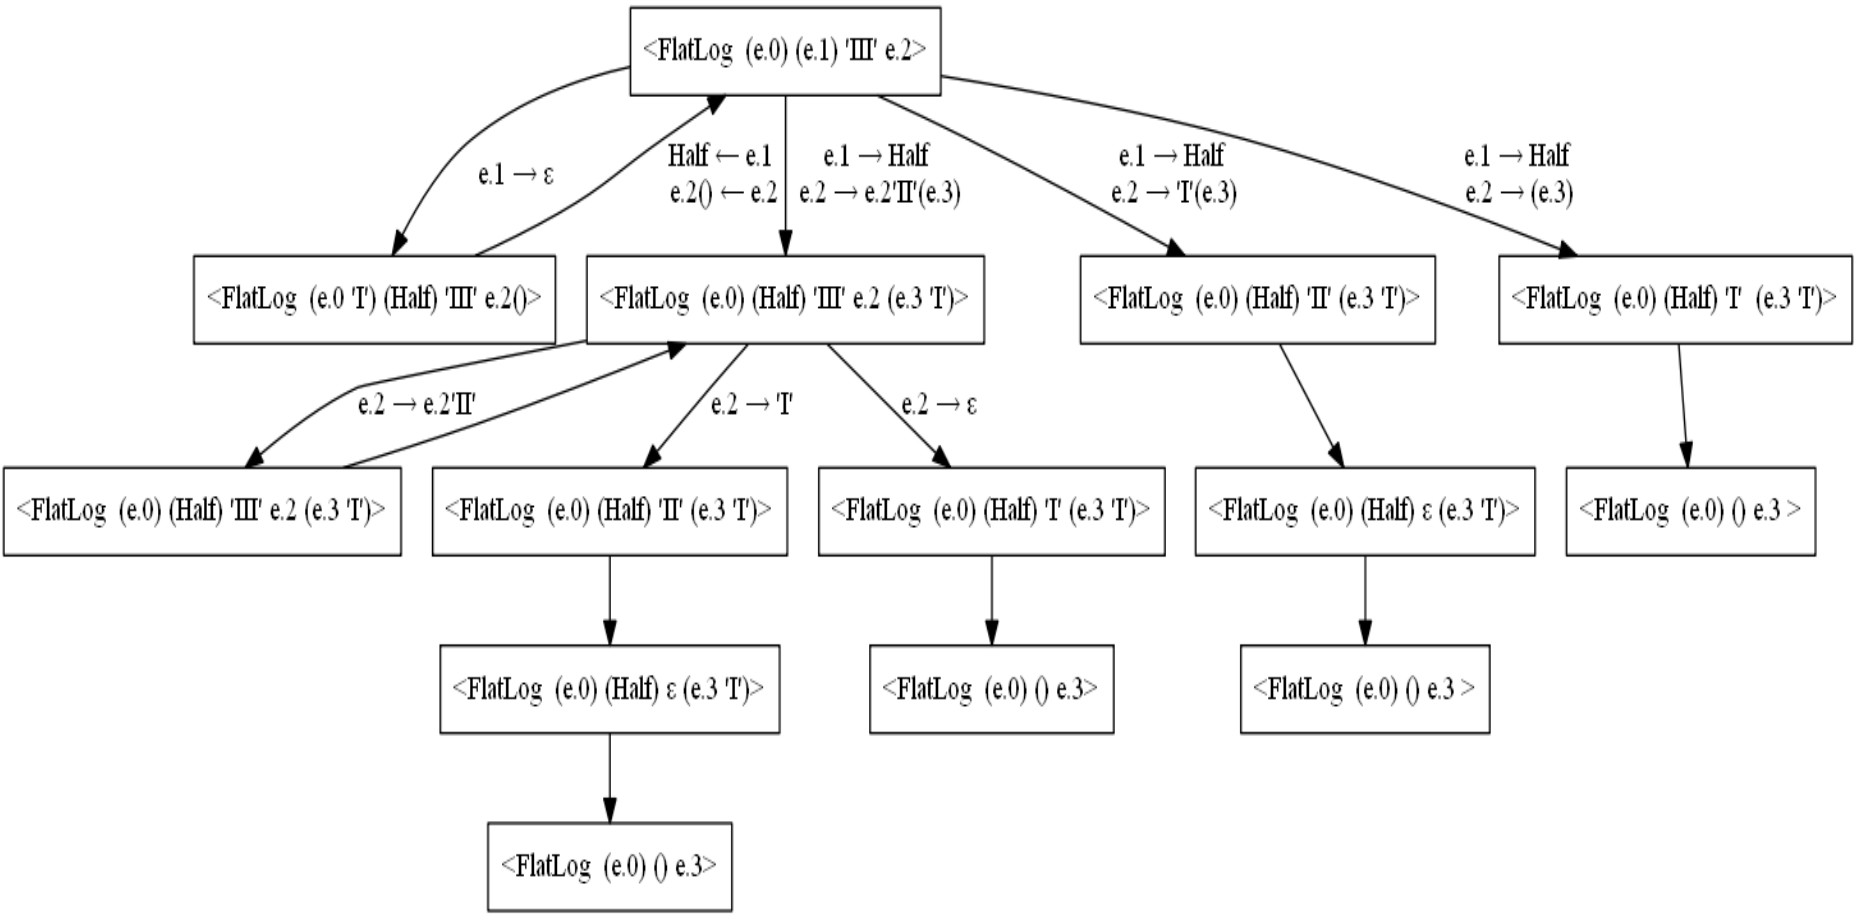 <FlatLog (e.0) (e.1) 'III' e.2>
e.1 → ε
Half ← e.1
e.2() ← e.2
e.1 → Half
e.2 → e.2'II'(e.3)
e.1 → Half
e.2 → 'I'(e.3)
e.1 → Half
e.2 → (e.3)
<FlatLog (e.0 'I') (Half) 'III' e.2()>
<FlatLog (e.0) (Half) 'III' e.2 (e.3 'I')>
<FlatLog (e.0) (Half) 'II' (e.3 'I')>
<FlatLog (e.0) (Half) 'I' (e.3 'I')>
e.2 → e.2'II'
e.2 → 'I'
e.2 → ε
<FlatLog (e.0) (Half) 'III' e.2 (e.3 'I')>
<FlatLog (e.0) (Half) 'II' (e.3 'I')>
<FlatLog (e.0) (Half) 'I' (e.3 'I')>
<FlatLog (e.0) (Half) ε (e.3 'I')>
<FlatLog (e.0) () e.3 >
<FlatLog (e.0) (Half) ε (e.3 'I')>
<FlatLog (e.0) () e.3>
<FlatLog (e.0) () e.3 >
<FlatLog (e.0) () e.3>